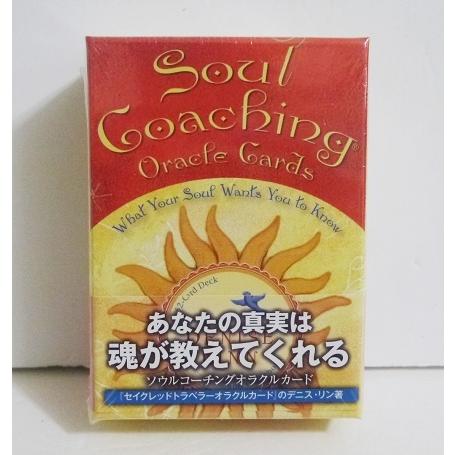 Soul
Coaching®
Oracle Cards
What Your Soul Wants You to Know
2-Card Deck
あなたの真実は
魂が教えてくれる
ソウルコーチングオラクルカード
『セイクレッドトラベラーオラクルカード』のデニス・リン著